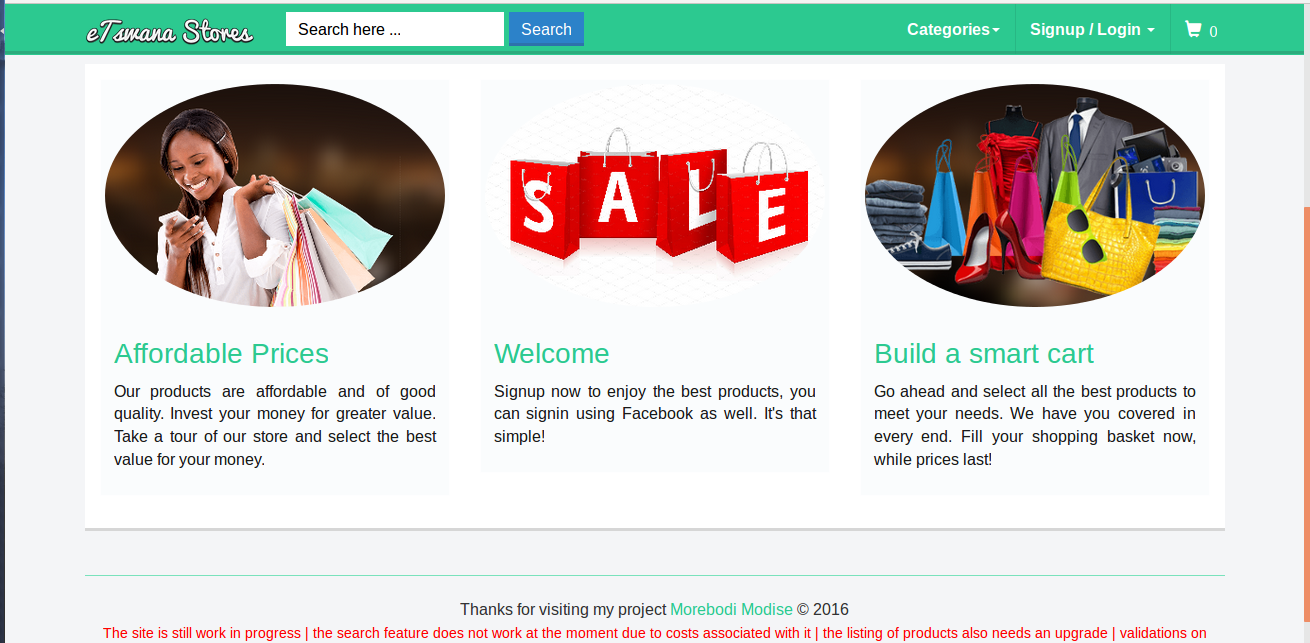 eTswana Stores
Search here ...
Search
Categories
Signup / Login
0
S A L E
Affordable Prices
Our products are affordable and of good
quality. Invest your money for greater value.
Take a tour of our store and select the best
value for your money.
Welcome
Signup now to enjoy the best products, you
can signin using Facebook as well. It's that
simple!
Build a smart cart
Go ahead and select all the best products to
meet your needs. We have you covered in
every end. Fill your shopping basket now,
while prices last!
Thanks for visiting my project Morebodi Modise © 2016
The site is still work in progress | the search feature does not work at the moment due to costs associated with it | the listing of products also needs an upgrade | validations on